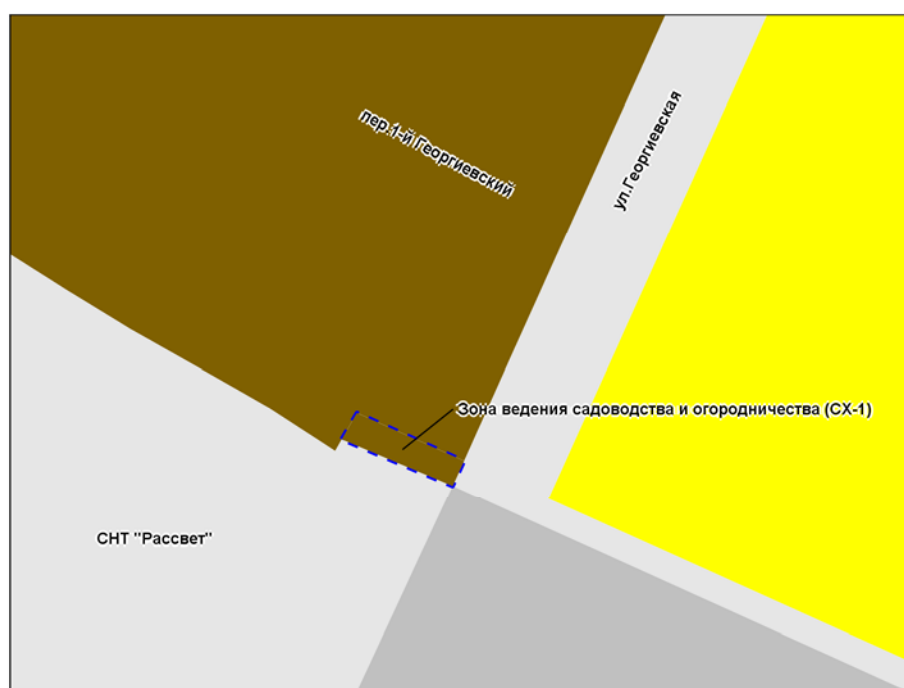 пер.1-й Георгиевский
ул.Георгиевская
Зона ведения садоводства и огородничества (СХ-1)
СНТ "Рассвет"